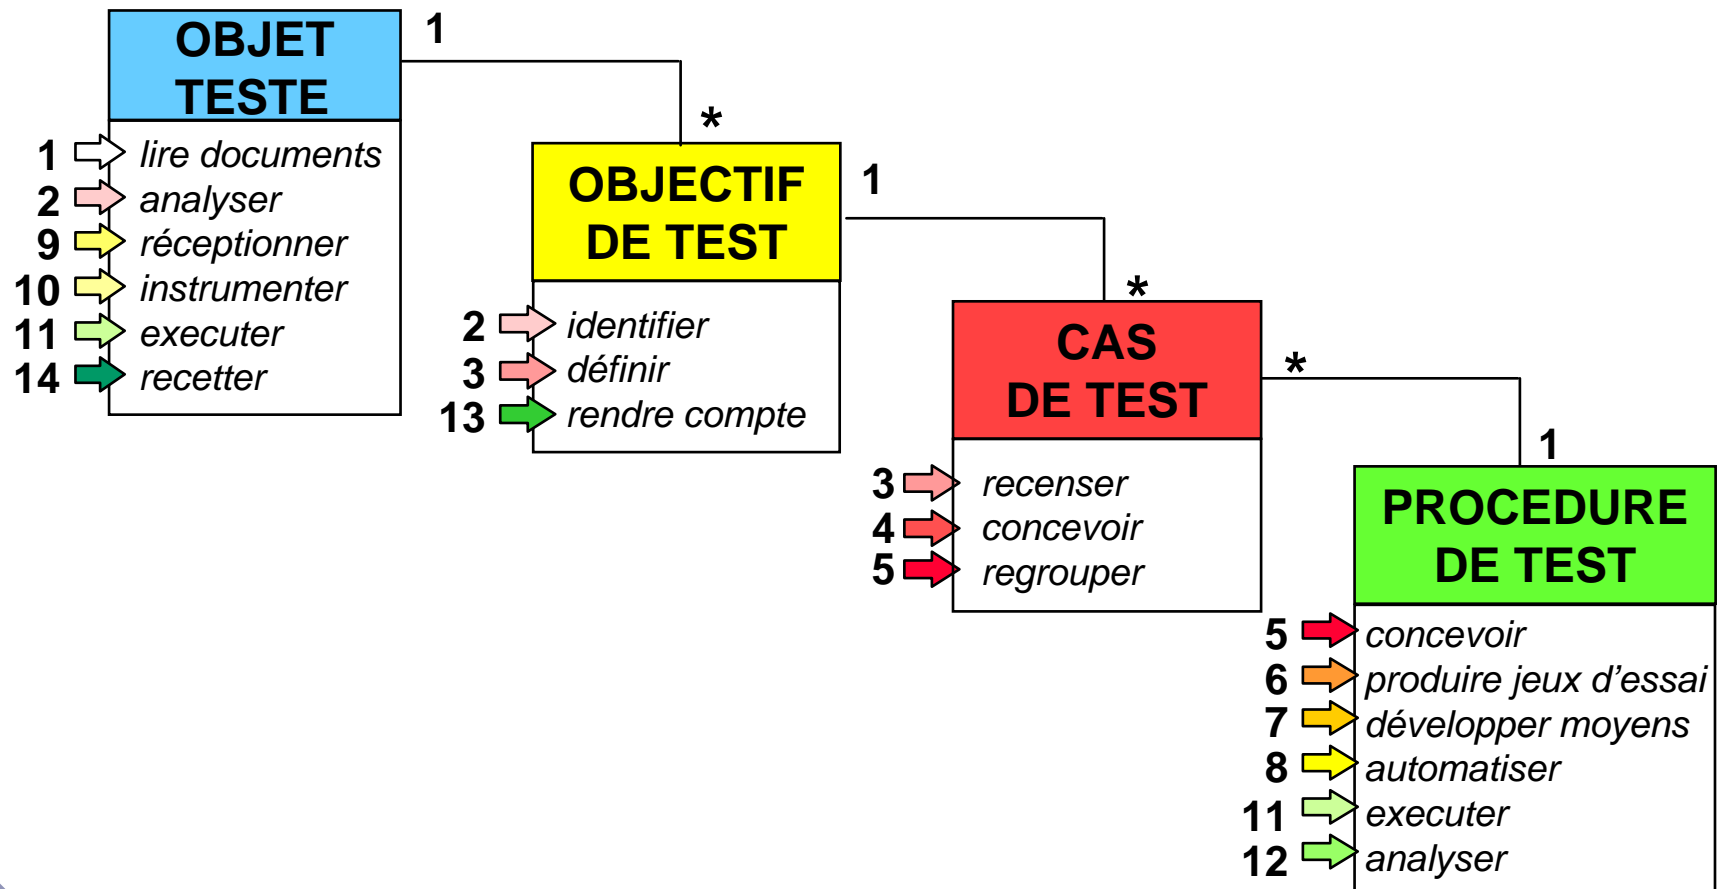 OBJET
TESTE
1
1 lire documents
2 analyser
9 réceptionner
10 instrumenter
11 executer
14 recetter
*
OBJECTIF
DE TEST
1
2 identifier
3 définir
13 rendre compte
*
CAS
DE TEST
*
3 recenser
4 concevoir
5 regrouper
1
PROCEDURE
DE TEST
5 concevoir
6 produire jeux d’essai
7 développer moyens
8 automatiser
11 executer
12 analyser